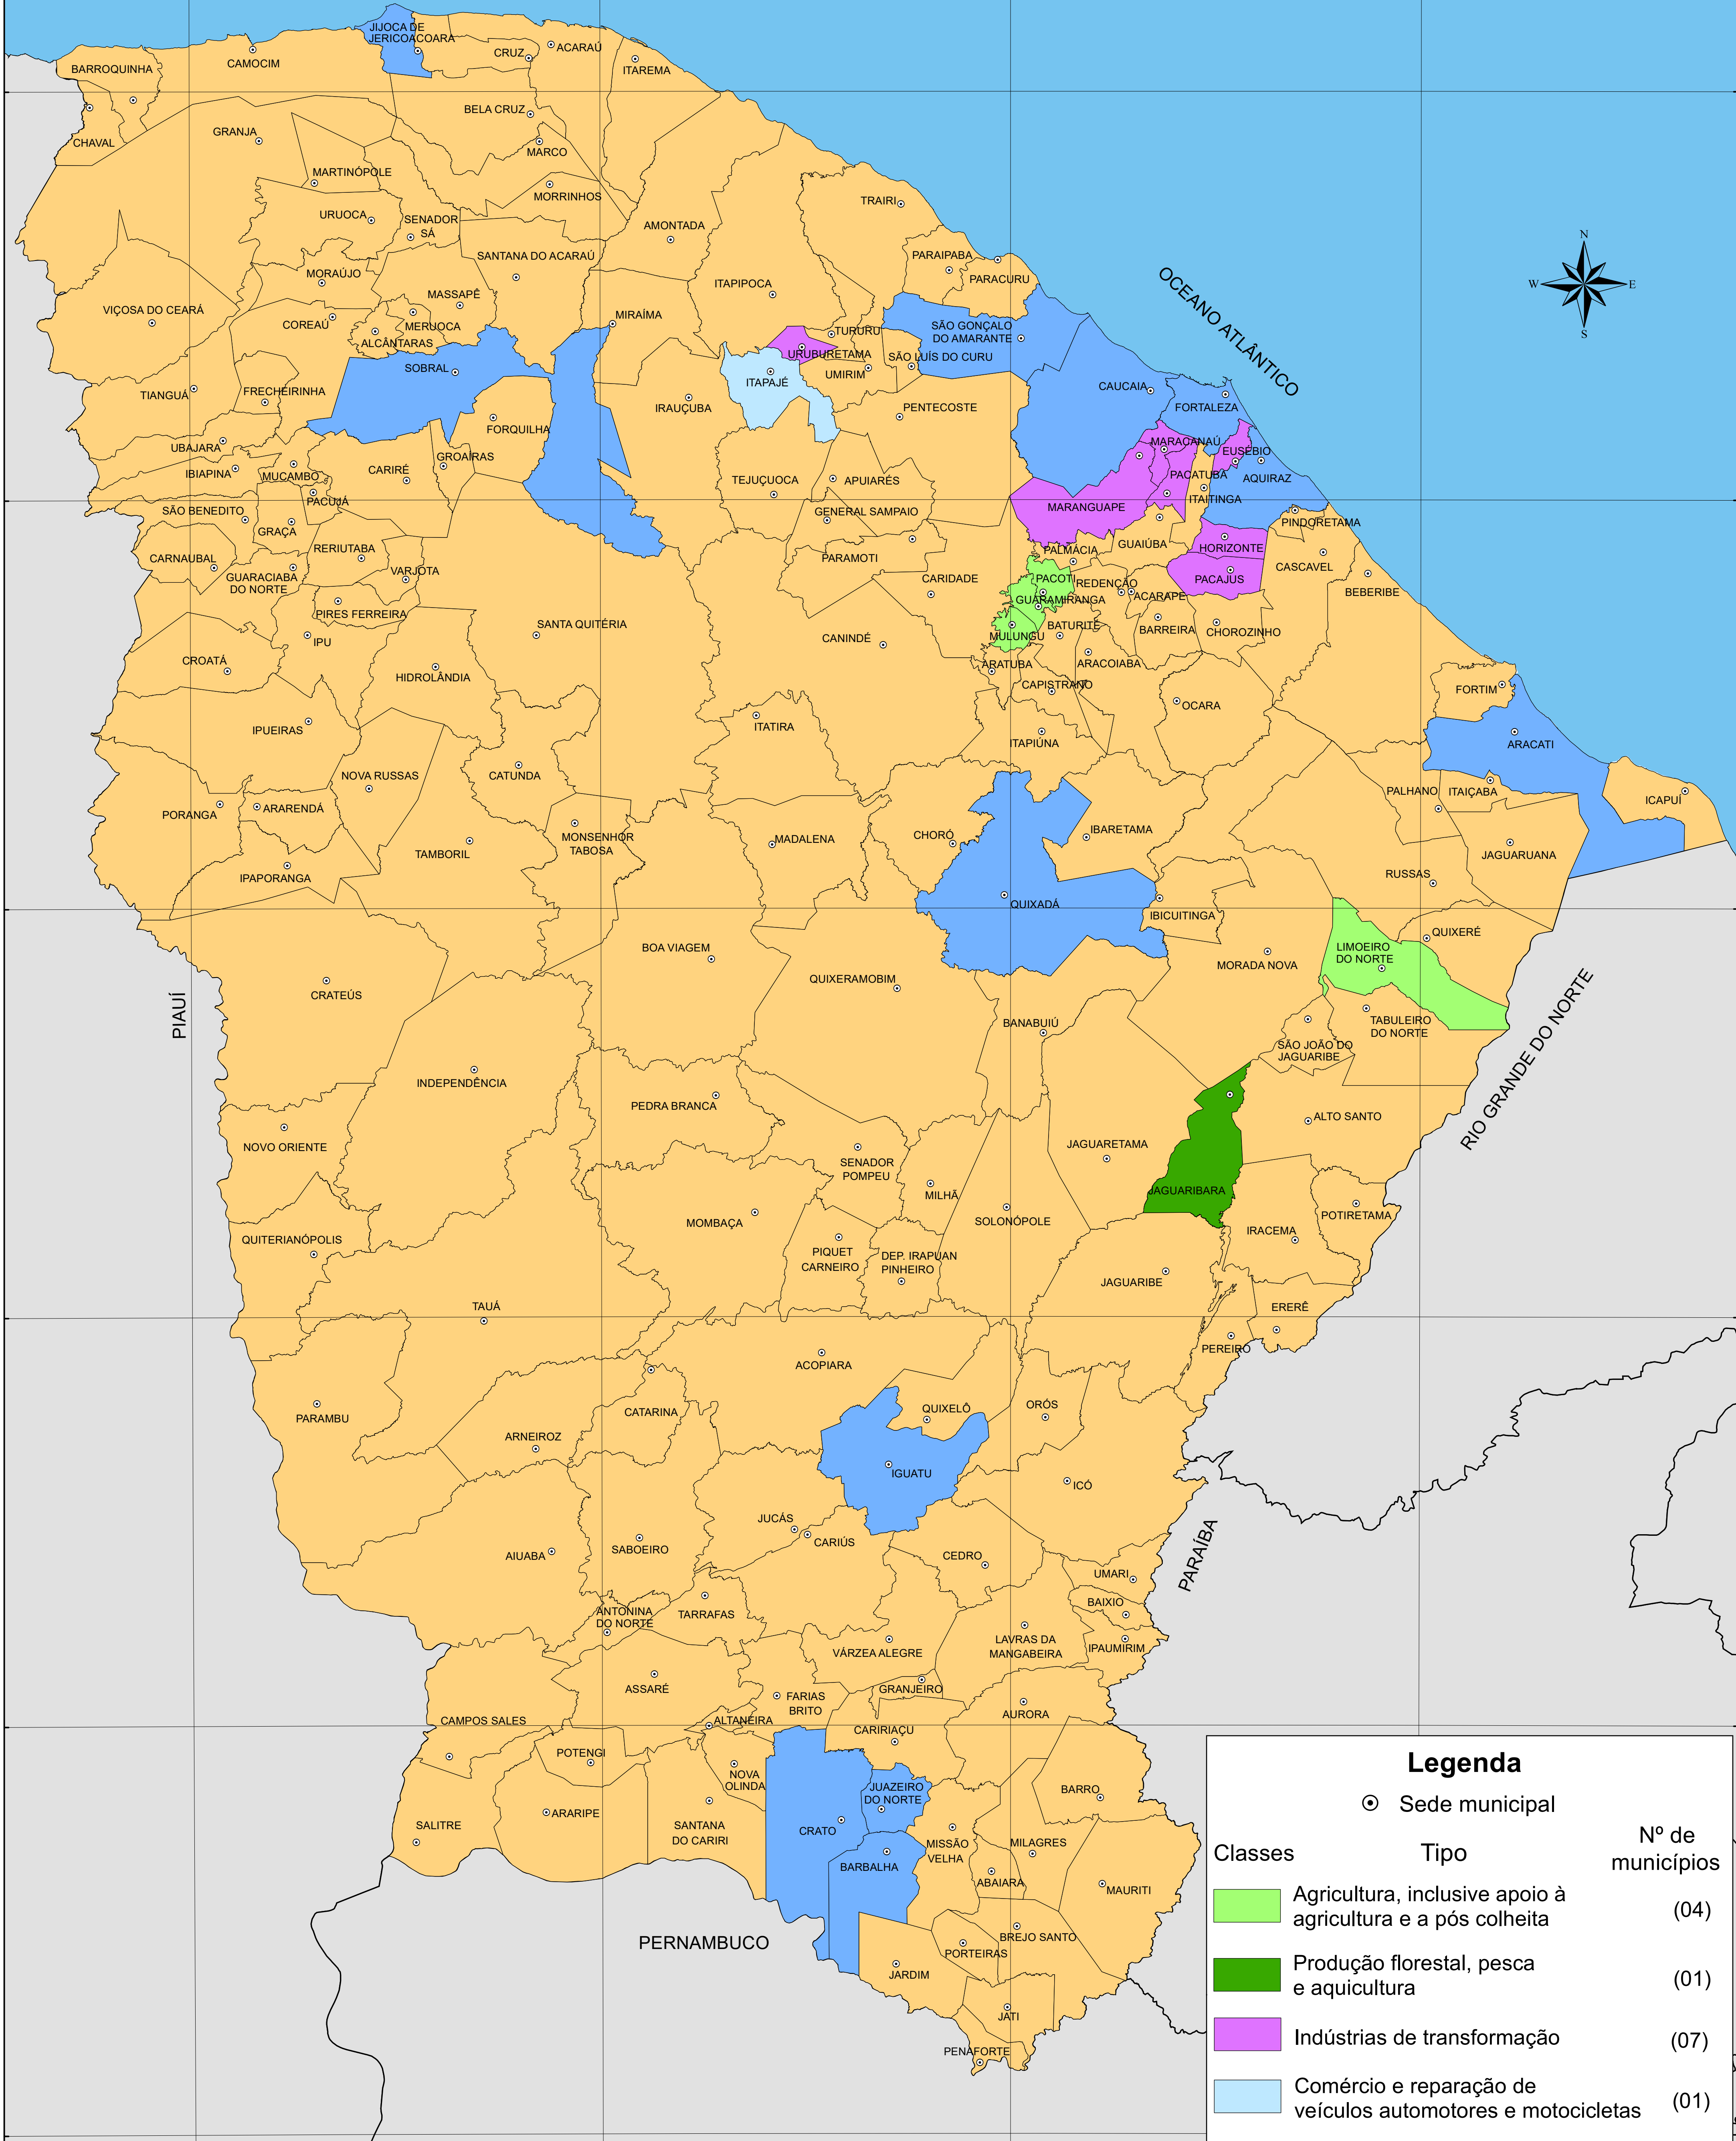 JIJOCA DE
JERICOACOARA
CRUZ
ACARAÚ
ITAREMA
CAMOCIM
BARROQUINHA
CHAVAL
BELA CRUZ
GRANJA
MARCO
MARTINÓPOLE
MORRINHOS
TRAIRI
URUOCA
SENADOR
SÁ
AMONTADA
SANTANA DO ACARAÚ
PARAIPABA
PARACURU
MORAÚJO
ITAPIPOCA
MASSAPÊ
VIÇOSA DO CEARÁ
MIRAÍMA
COREAÚ
MERUOCA
ALCÂNTARAS
TURURU
SÃO GONÇALO
DO AMARANTE
URUBURETAMA
SÃO LUÍS DO CURU
SOBRAL
UMIRIM
ITAPAJÉ
CAUCAIA
TIANGUÁ
FRECHEIRINHA
IRAUÇUBA
PENTECOSTE
FORTALEZA
FORQUILHA
MARACANAÚ
UBAJARA
EUSÉBIO
GROAÍRAS
IBIAPINA
MUCAMBO
CARIRÉ
PACATUBA
AQUIRAZ
TEJUÇUOCA
APUIARÉS
PACUJÁ
ITAITINGA
MARANGUAPE
SÃO BENEDITO
GENERAL SAMPAIO
PINDORETAMA
GRAÇA
GUAIÚBA
HORIZONTE
RERIUTABA
PALMÁCIA
CARNAUBAL
PARAMOTI
CASCAVEL
VARJOTA
GUARACIABA
DO NORTE
CARIDADE
PACOTI
REDENÇÃO
PACAJUS
BEBERIBE
ACARAPE
GUARAMIRANGA
PIRES FERREIRA
SANTA QUITÉRIA
BATURITÉ
BARREIRA
CHOROZINHO
MULUNGU
CANINDÉ
IPU
CROATÁ
ARATUBA
ARACOIABA
HIDROLÂNDIA
CAPISTRANO
FORTIM
OCARA
IPUEIRAS
ITATIRA
ITAPIÚNA
ARACATI
NOVA RUSSAS
CATUNDA
PALHANO
ITAIÇABA
ICAPUÍ
PORANGA
ARARENDÁ
MONSENHOR
TABOSA
MADALENA
CHORÓ
IBARETAMA
TAMBORIL
JAGUARUANA
IPAPORANGA
RUSSAS
QUIXADÁ
IBICUITINGA
QUIXERÉ
BOA VIAGEM
LIMOEIRO
DO NORTE
MORADA NOVA
QUIXERAMOBIM
CRATEÚS
BANABUIÚ
TABULEIRO
DO NORTE
SÃO JOÃO DO
JAGUARIBE
INDEPENDÊNCIA
PEDRA BRANCA
ALTO SANTO
NOVO ORIENTE
JAGUARETAMA
SENADOR
POMPEU
JAGUARIBARA
MILHÃ
POTIRETAMA
MOMBAÇA
SOLONÓPOLE
IRACEMA
QUITERIANÓPOLIS
PIQUET
CARNEIRO
DEP. IRAPUAN
PINHEIRO
JAGUARIBE
TAUÁ
ERERÊ
PEREIRO
ACOPIARA
PARAMBU
CATARINA
QUIXELÔ
ORÓS
ARNEIROZ
IGUATU
ICÓ
JUCÁS
CARIÚS
SABOEIRO
AIUABA
CEDRO
UMARI
BAIXIO
ANTONINA
DO NORTE
TARRAFAS
LAVRAS DA
MANGABEIRA
IPAUMIRIM
VÁRZEA ALEGRE
ASSARÉ
GRANJEIRO
FARIAS
BRITO
AURORA
CAMPOS SALES
ALTANEIRA
CARIRIAÇU
POTENGI
NOVA
OLINDA
JUAZEIRO
DO NORTE
BARRO
ARARIPE
SALITRE
SANTANA
DO CARIRI
CRATO
MISSÃO
VELHA
MILAGRES
BARBALHA
ABAIARA
MAURITI
BREJO SANTO
PORTEIRAS
JARDIM
JATI
PENAFORTE
OCEANO ATLÂNTICO
PIAUÍ
RIO GRANDE DO NORTE
PARAÍBA
PERNAMBUCO
N
W
E
S
Legenda
Sede municipal
Classes
Tipo
Nº de
municípios
Agricultura, inclusive apoio à
agricultura e a pós colheita
(04)
Produção florestal, pesca
e aquicultura
(01)
Indústrias de transformação
(07)
Comércio e reparação de
veículos automotores e motocicletas
(01)